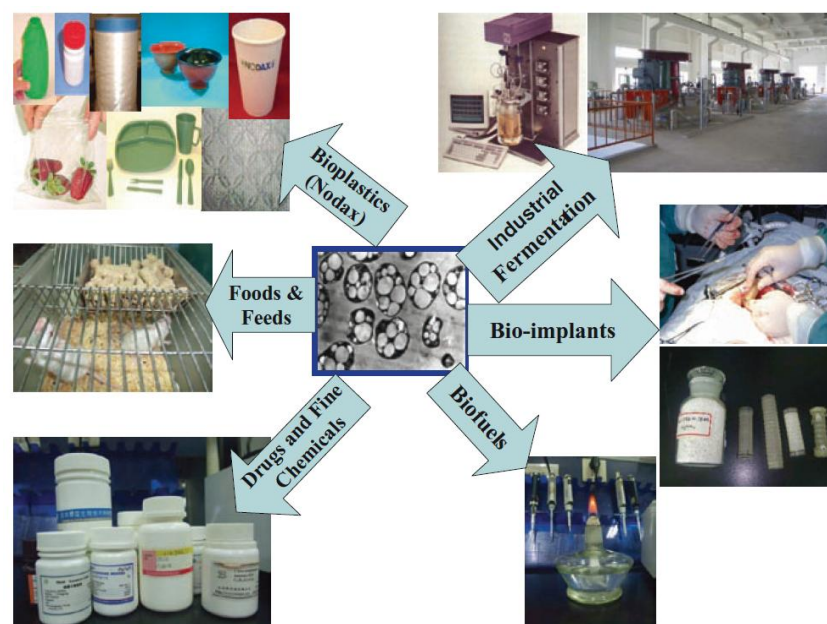 NODAX
Bioplastics
(Nodax)
Industrial
Fermentation
Foods &
Feeds
Bio-implants
Drugs and Fine
Chemicals
Biofuels